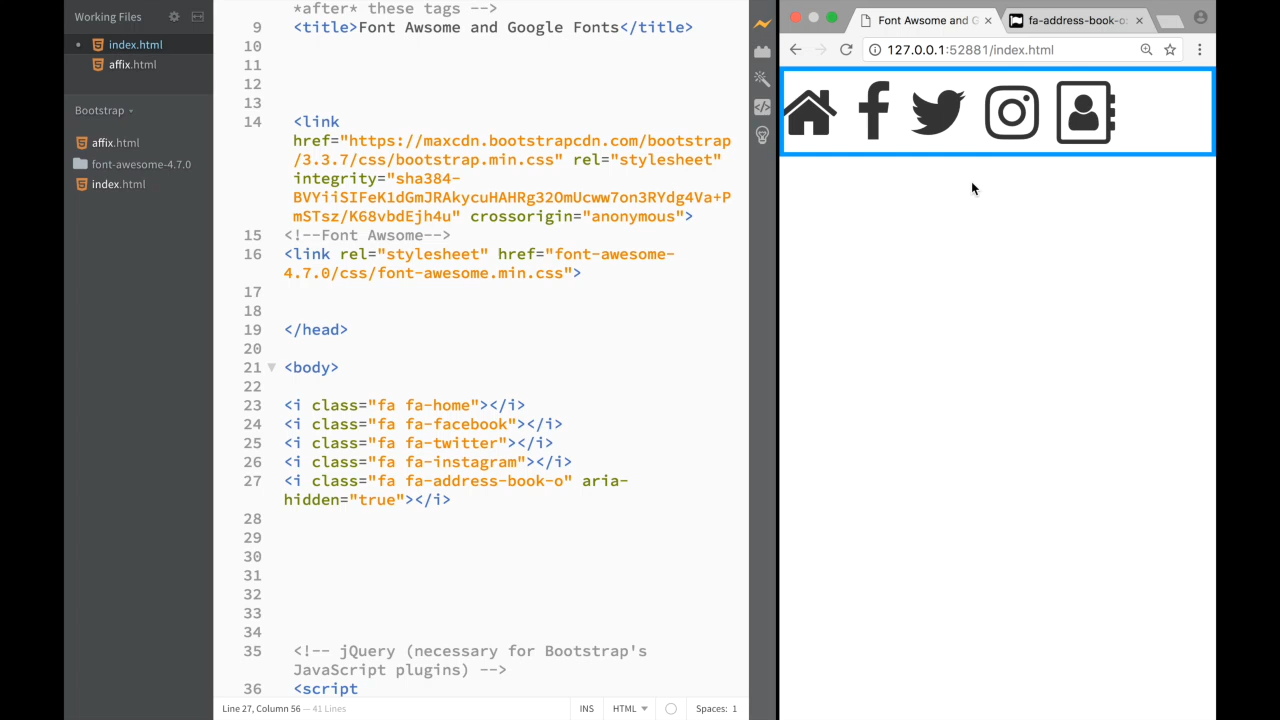 Working Files
index.html
affix.html
Bootstrap
affix.html
font-awesome-4.7.0
index.html
*after* these tags -->
9 <title>Font Awsome and Google Fonts</title>
10
11
12
13
14 <link
href="https://maxcdn.bootstrapcdn.com/bootstrap
/3.3.7/css/bootstrap.min.css" rel="stylesheet"
integrity="sha384-
BVYiiSIFeK1dGmJRAkycuHAHRg32OmUcww7on3RYdg4Va+P
mSTsz/K68vbdEjh4u" crossorigin="anonymous">
15 <!--Font Awsome-->
16 <link rel="stylesheet" href="font-awesome-
4.7.0/css/font-awesome.min.css">
17
18
19 </head>
20
21 <body>
22
23 <i class="fa fa-home"></i>
24 <i class="fa fa-facebook"></i>
25 <i class="fa fa-twitter"></i>
26 <i class="fa fa-instagram"></i>
27 <i class="fa fa-address-book-o" aria-
hidden="true"></i>
28
29
30
31
32
33
34
35 <!-- jQuery (necessary for Bootstrap's
JavaScript plugins) -->
36 <script
Line 27, Column 56 — 41 Lines
INS
HTML
Spaces: 1
Font Awsome and G
fa-address-book-o:
127.0.0.1:52881/index.html